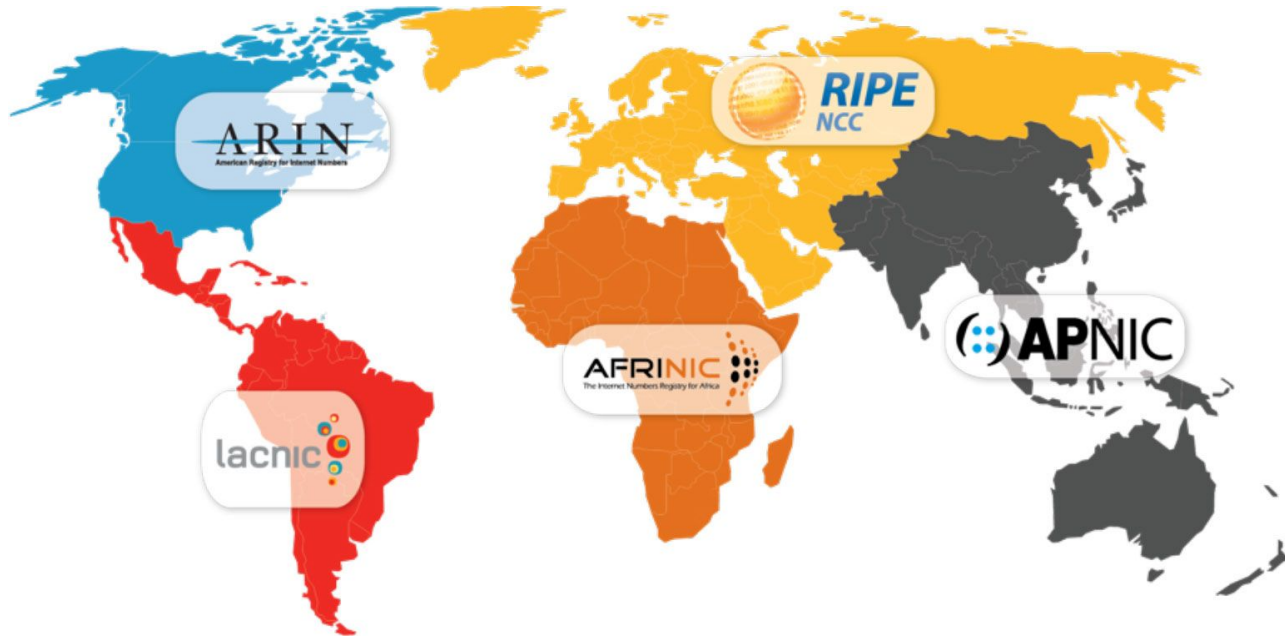 RIPE
NCC
ARIN
American Registry for Internet Numbers
APNIC
AFRINIC
The Internet Numbers Registry for Africa
lacnic